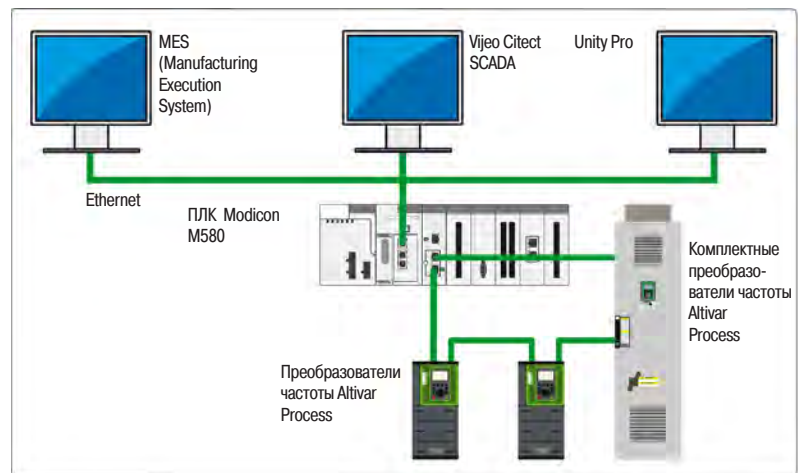 MES
(Manufacturing
Execution
System)
Vijeo Citect
SCADA
Unity Pro
Ethernet
ПЛК Modicon
M580
Комплектные
преобразо-
ватели частоты
Altivar
Process
Преобразователи
частоты Altivar
Process